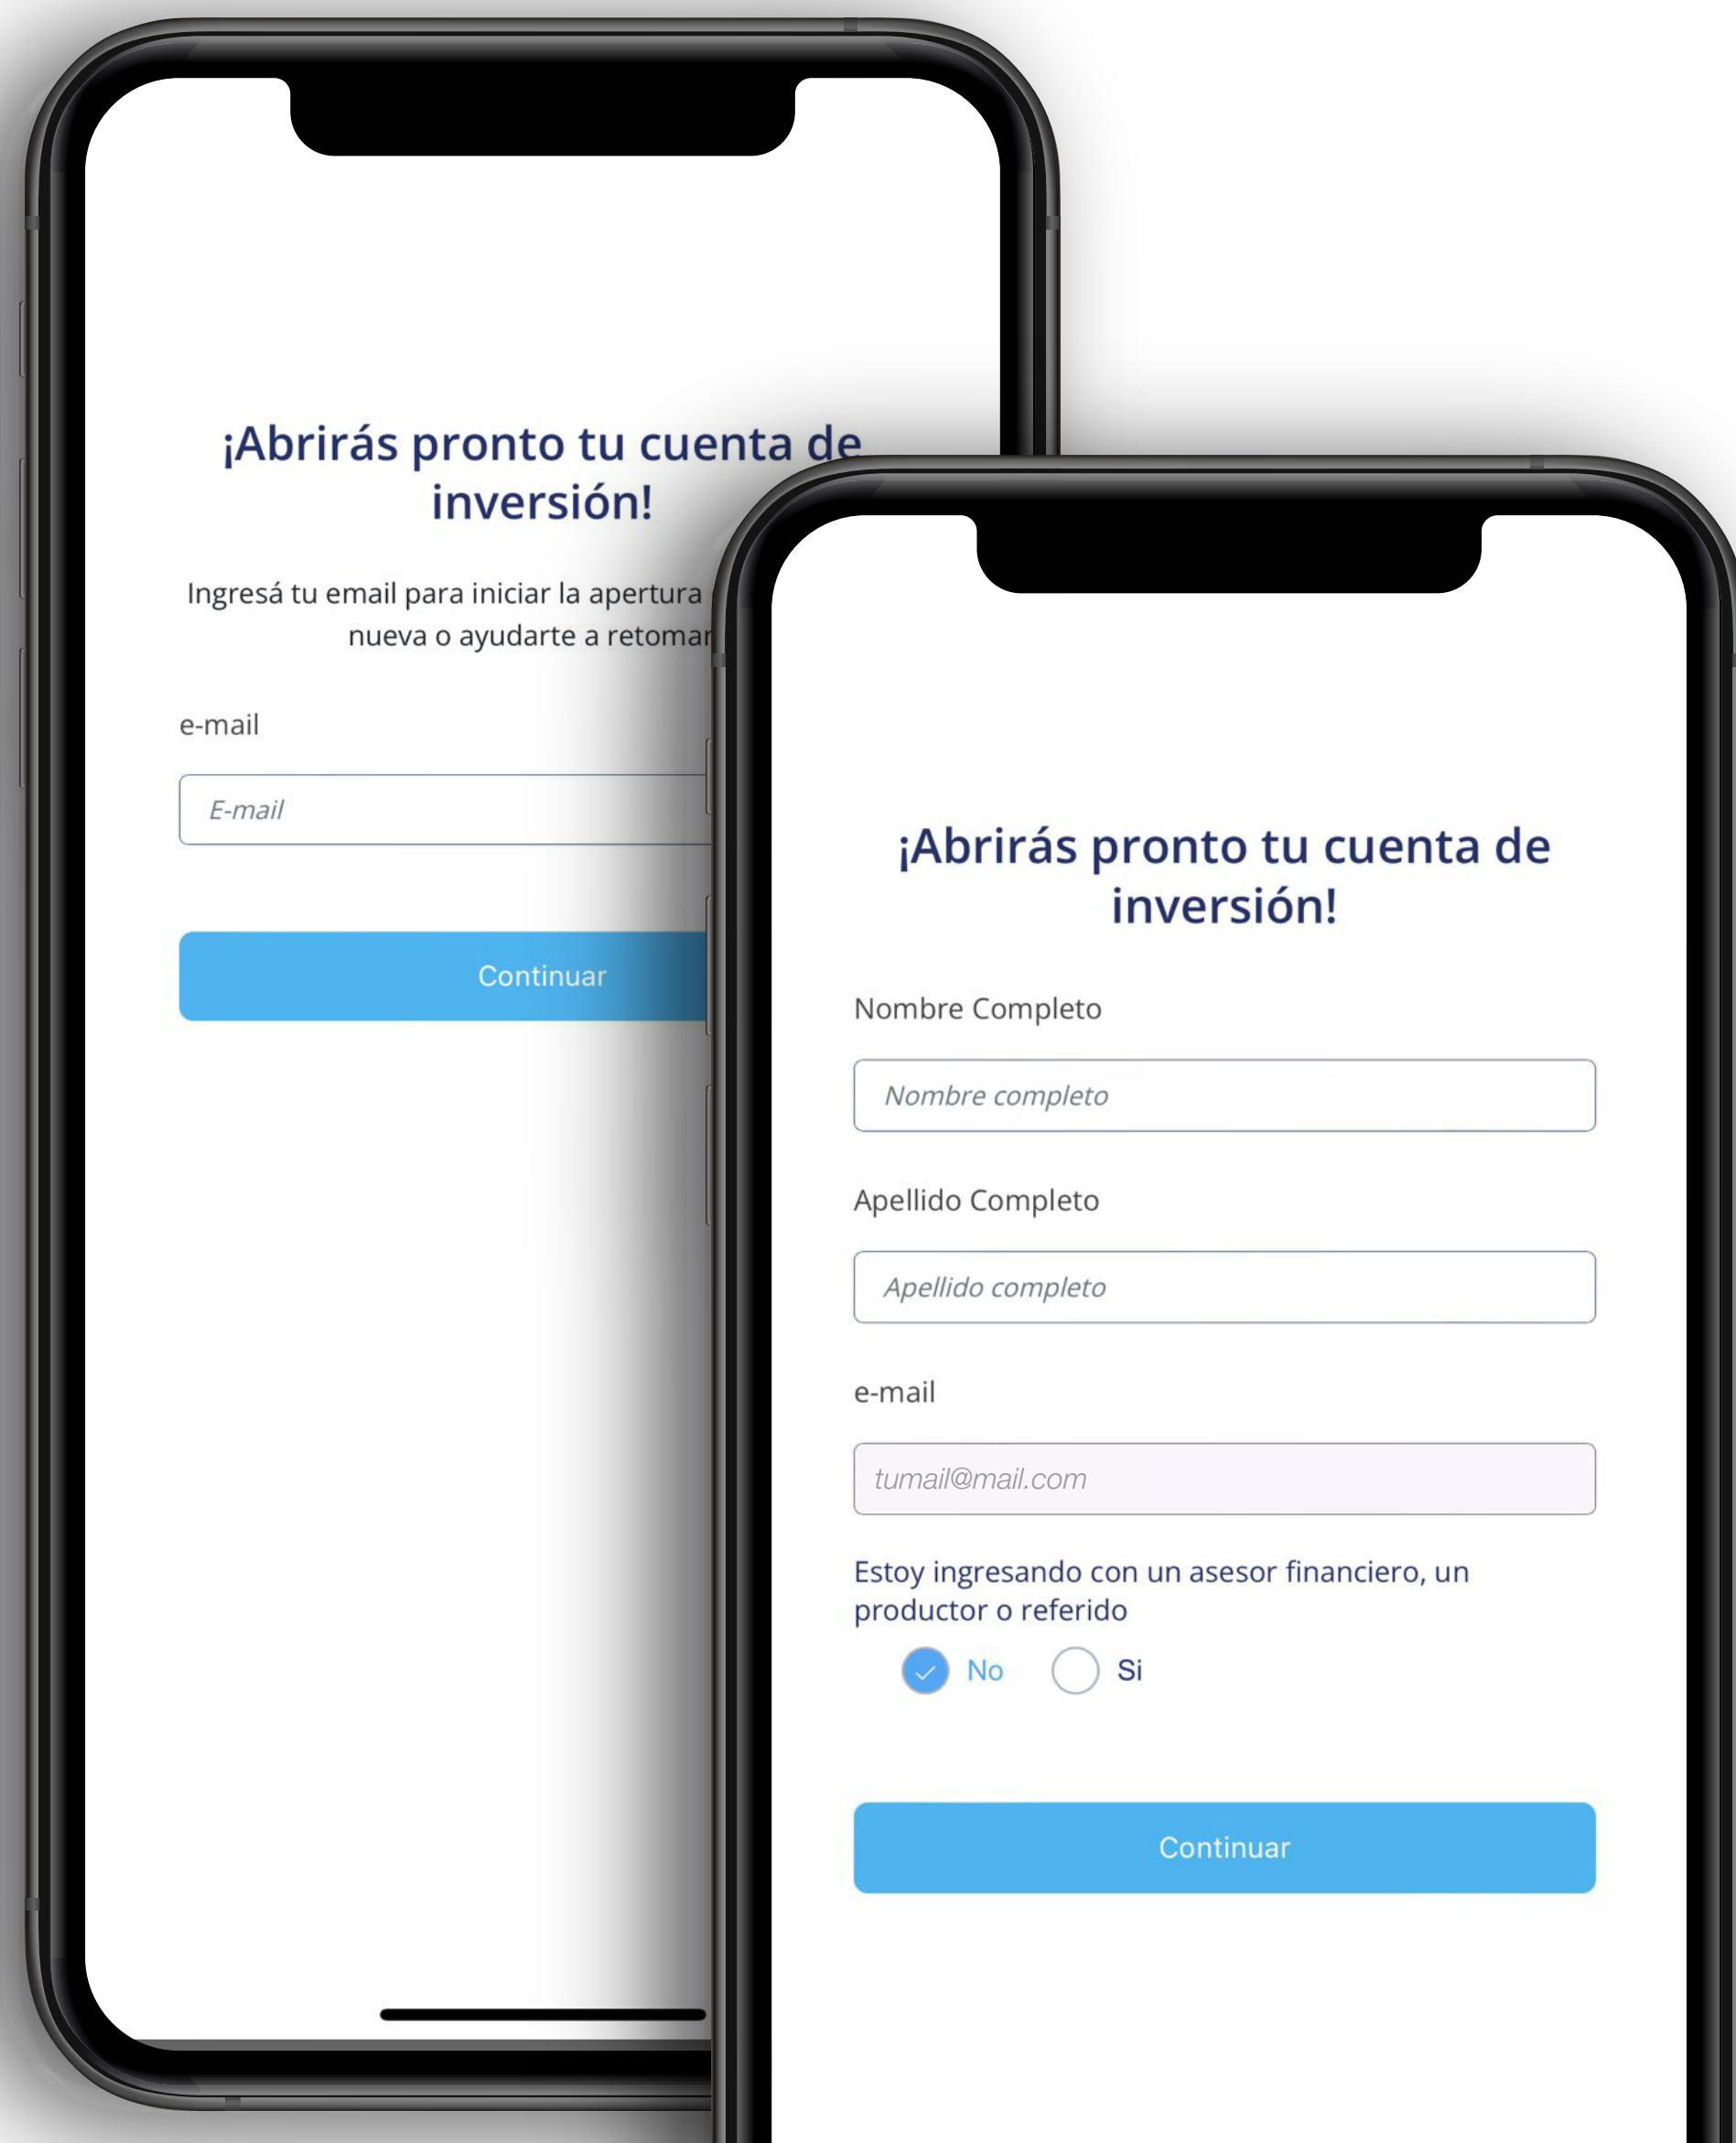 ¡Abrirás pronto tu cuenta de
inversión!
Ingresá tu email para iniciar la apertura
nueva o ayudarte a retomar
e-mail
E-mail
Continuar
¡Abrirás pronto tu cuenta de
inversión!
Nombre Completo
Nombre completo
Apellido Completo
Apellido completo
e-mail
tumail@mail.com
Estoy ingresando con un asesor financiero, un
productor o referido
No Si
Continuar